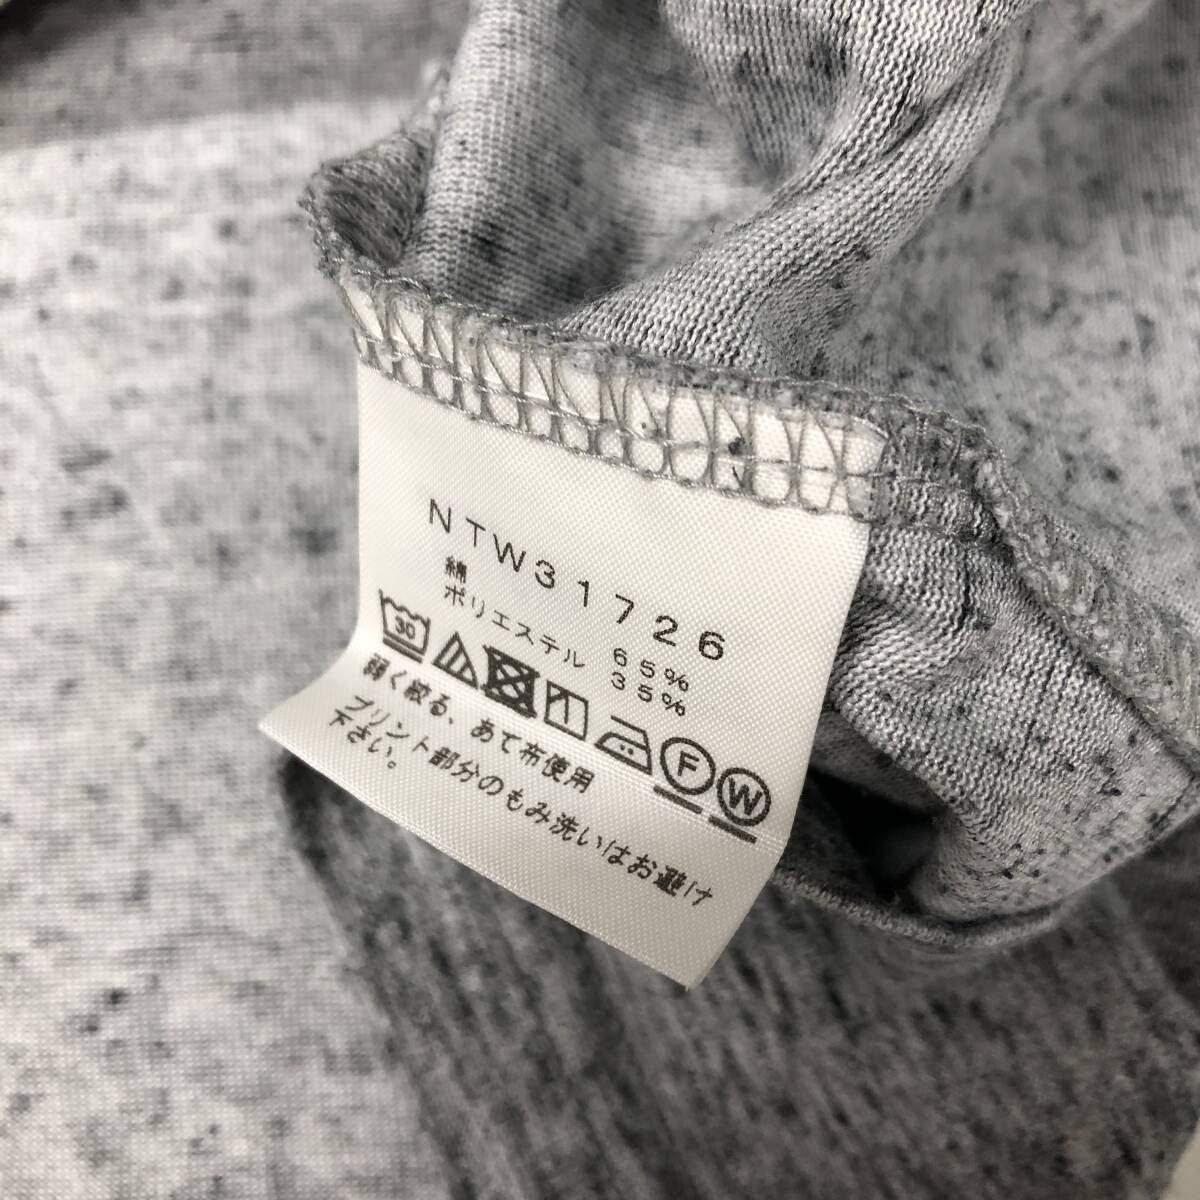 NTW31726
綿 65%
ポリエステル 35%
30 F W
弱く絞る、あて布使用
プリント部分のもみ洗いはお避け
下さい。